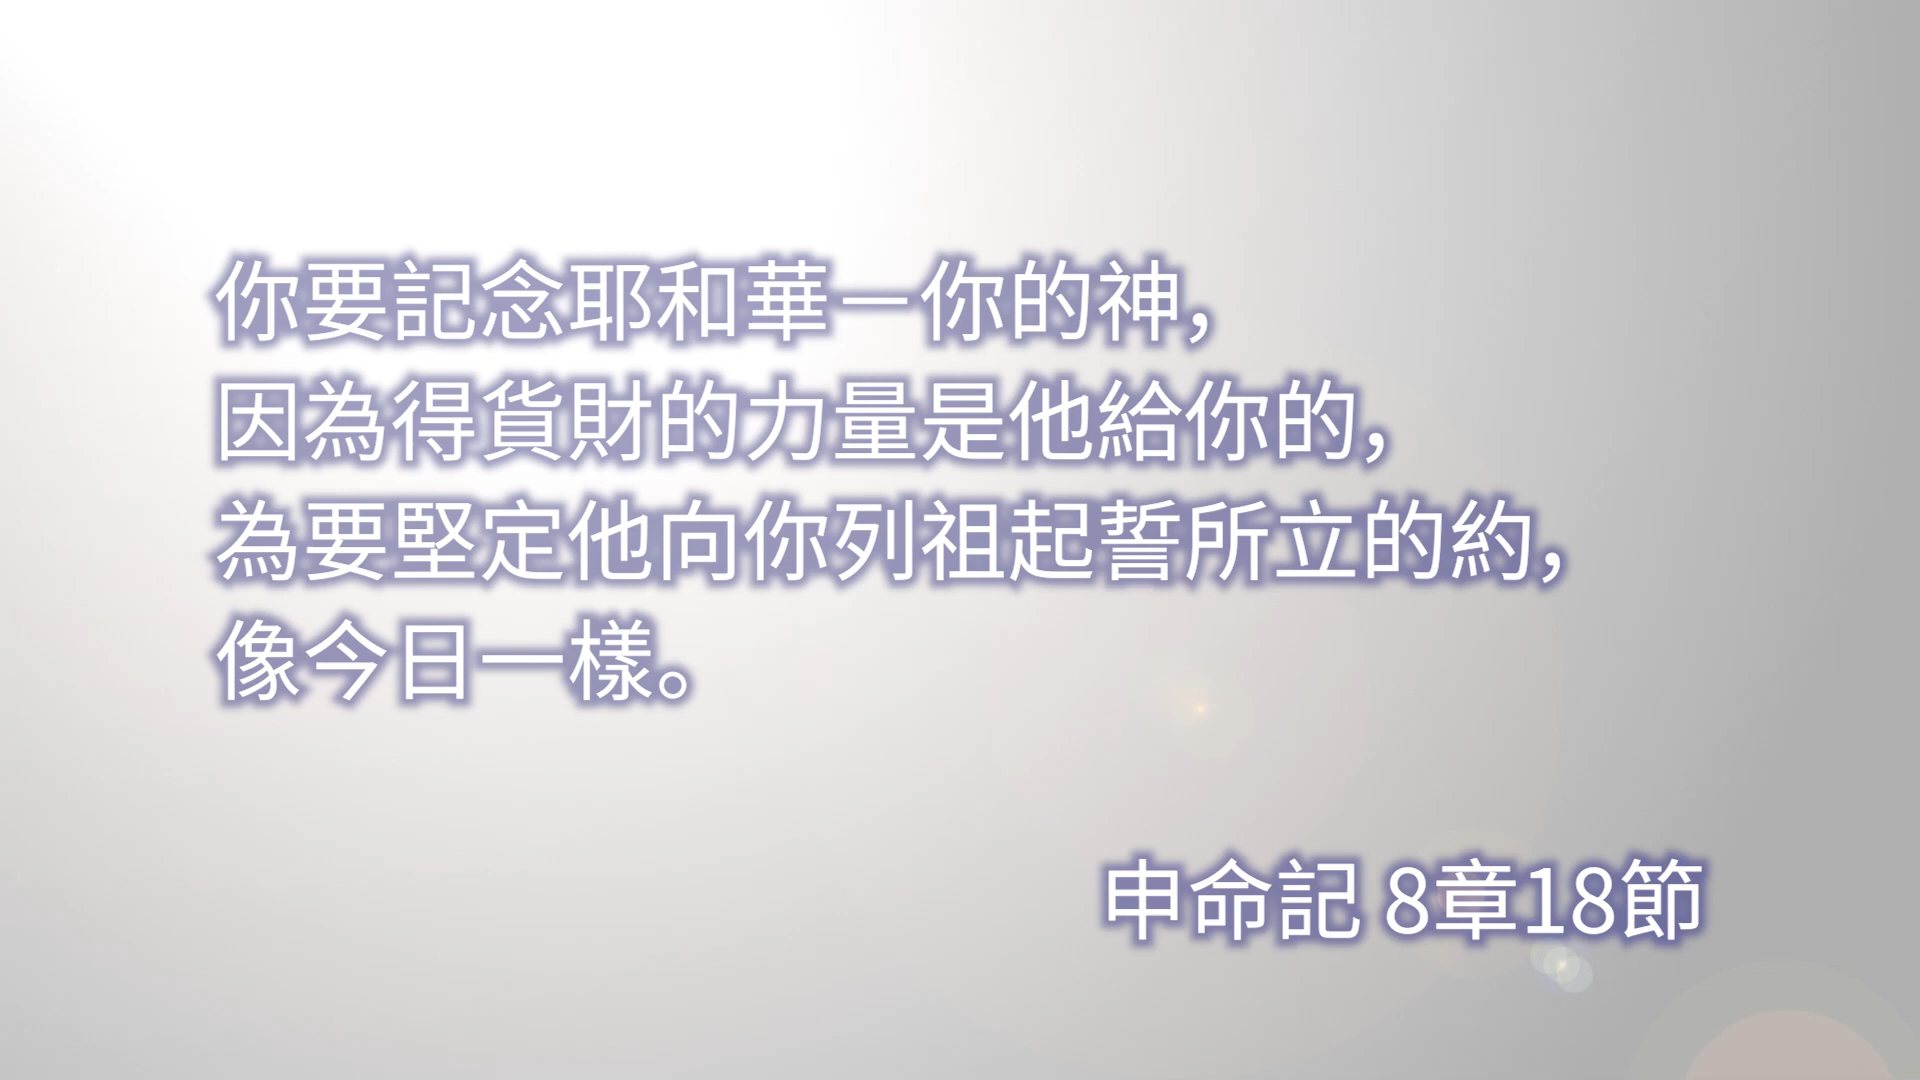 你要記念耶和華－你的神，
因為得貨財的力量是他給你的，
為要堅定他向你列祖起誓所立的約，
像今日一樣。
申命記 8章18節